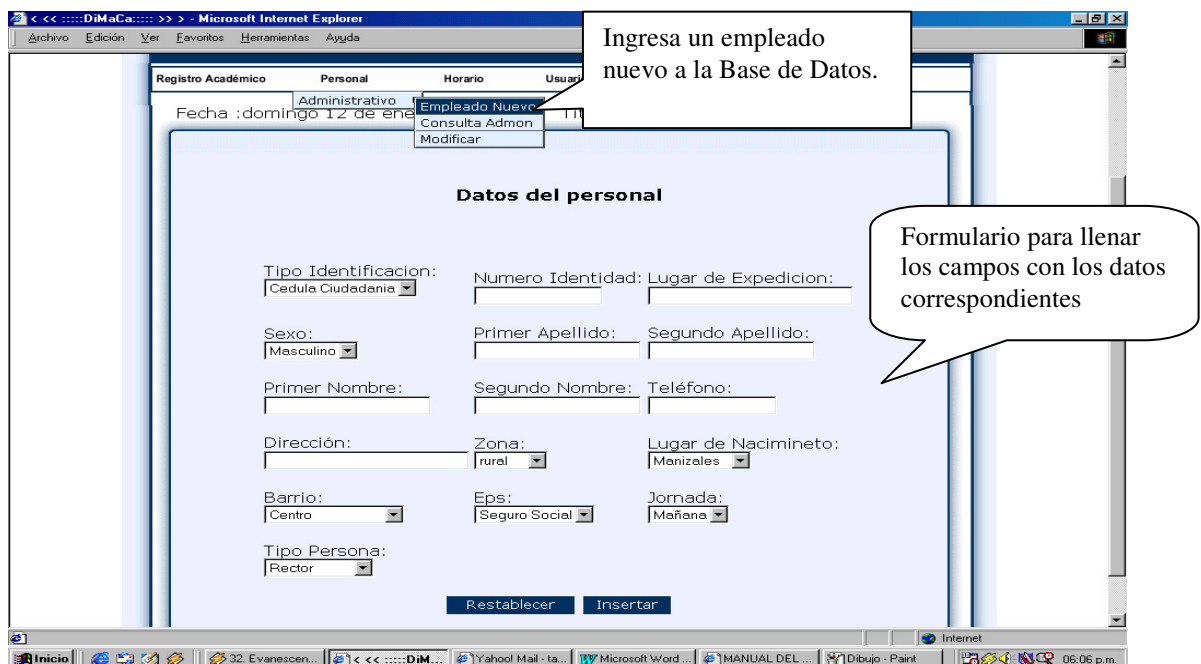 < << :::::DiMaCa::::: >> > - Microsoft Internet Explorer
Archivo Edición Ver Favoritos Herramientas Ayuda
Ingresa un empleado
nuevo a la Base de Datos.
Registro Académico Personal Horario
Administrativo
Empleado Nuevo
Consulta Admon
Modificar
Fecha :domingo 12 de ene
Datos del personal
Formulario para llenar
los campos con los datos
correspondientes
Tipo Identificacion: Numero Identidad: Lugar de Expedicion:
Cedula Ciudadania
Sexo: Primer Apellido: Segundo Apellido:
Masculino
Primer Nombre: Segundo Nombre: Teléfono:
Dirección: Zona: Lugar de Nacimineto:
rural Manizales
Barrio: Eps: Jornada:
Centro Seguro Social Mañana
Tipo Persona:
Rector
Restablecer Insertar
Internet
Inicio 32. Evanescen... < << :::::DiM... Yahoo! Mail - ta... Microsoft Word ... MANUAL DEL ... Dibujo - Paint 06:06 p.m.